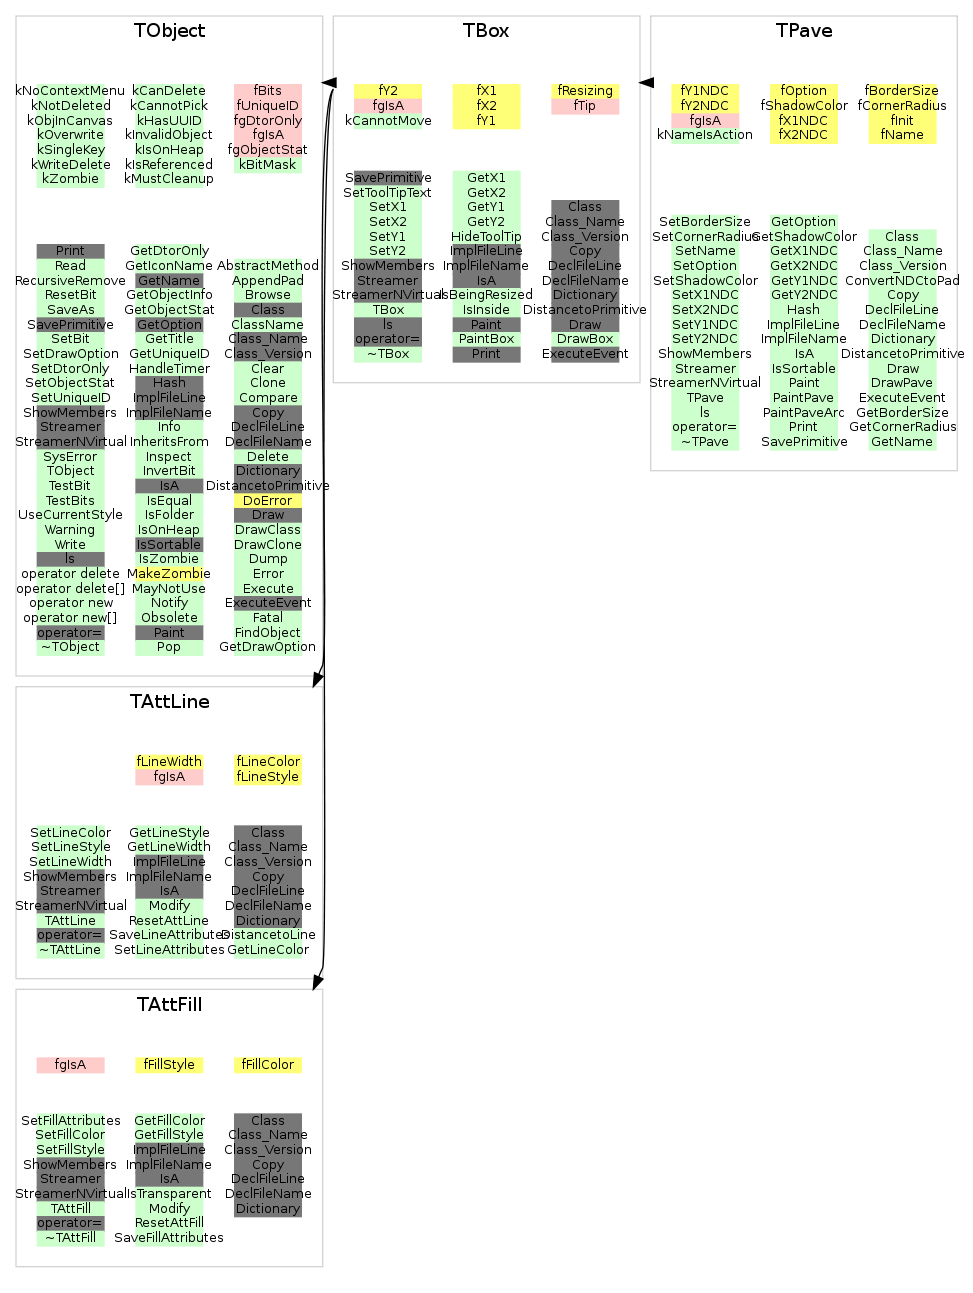 TObject
kNoContextMenu
kNotDeleted
kObjInCanvas
kOverwrite
kSingleKey
kWriteDelete
kZombie
kCanDelete
kCannotPick
kHasUUID
kInvalidObject
kIsOnHeap
kIsReferenced
kMustCleanup
fBits
fUniqueID
fgDtorOnly
fgIsA
fgObjectStat
kBitMask
Print
Read
RecursiveRemove
ResetBit
SaveAs
SavePrimitive
SetBit
SetDrawOption
SetDtorOnly
SetObjectStat
SetUniqueID
ShowMembers
Streamer
StreamerNVirtual
SysError
TObject
TestBit
TestBits
UseCurrentStyle
Warning
Write
ls
operator delete
operator delete[]
operator new
operator new[]
operator=
~TObject
GetDtorOnly
GetIconName
GetName
GetObjectInfo
GetObjectStat
GetOption
GetTitle
GetUniqueID
HandleTimer
Hash
ImplFileLine
ImplFileName
Info
InheritsFrom
Inspect
InvertBit
IsA
IsEqual
IsFolder
IsOnHeap
IsSortable
IsZombie
MakeZombie
MayNotUse
Notify
Obsolete
Paint
Pop
AbstractMethod
AppendPad
Browse
Class
ClassName
Class_Name
Class_Version
Clear
Clone
Compare
Copy
DeclFileLine
DeclFileName
Delete
Dictionary
DistancetoPrimitive
DoError
Draw
DrawClass
DrawClone
Dump
Error
Execute
ExecuteEvent
Fatal
FindObject
GetDrawOption
TBox
fY2
fgIsA
kCannotMove
fX1
fX2
fY1
fResizing
fTip
SavePrimitive
SetToolTipText
SetX1
SetX2
SetY1
SetY2
ShowMembers
Streamer
StreamerNVirtual
TBox
ls
operator=
~TBox
GetX1
GetX2
GetY1
GetY2
HideToolTip
ImplFileLine
ImplFileName
IsA
IsBeingResized
IsInside
Paint
PaintBox
Print
Class
Class_Name
Class_Version
Copy
DeclFileLine
DeclFileName
Dictionary
DistancetoPrimitive
Draw
DrawBox
ExecuteEvent
TPave
fY1NDC
fY2NDC
fgIsA
kNameIsAction
fOption
fShadowColor
fX1NDC
fX2NDC
fBorderSize
fCornerRadius
fInit
fName
SetBorderSize
SetCornerRadius
SetName
SetOption
SetShadowColor
SetX1NDC
SetX2NDC
SetY1NDC
SetY2NDC
ShowMembers
Streamer
StreamerNVirtual
TPave
ls
operator=
~TPave
GetOption
GetShadowColor
GetX1NDC
GetX2NDC
GetY1NDC
GetY2NDC
Hash
ImplFileLine
ImplFileName
IsA
IsSortable
Paint
PaintPave
PaintPaveArc
Print
SavePrimitive
Class
Class_Name
Class_Version
ConvertNDCtoPad
Copy
DeclFileLine
DeclFileName
Dictionary
DistancetoPrimitive
Draw
DrawPave
ExecuteEvent
GetBorderSize
GetCornerRadius
GetName
TAttLine
fLineWidth
fgIsA
fLineColor
fLineStyle
SetLineColor
SetLineStyle
SetLineWidth
ShowMembers
Streamer
StreamerNVirtual
TAttLine
operator=
~TAttLine
GetLineStyle
GetLineWidth
ImplFileLine
ImplFileName
IsA
Modify
ResetAttLine
SaveLineAttributes
SetLineAttributes
Class
Class_Name
Class_Version
Copy
DeclFileLine
DeclFileName
Dictionary
DistancetoLine
GetLineColor
TAttFill
fgIsA
fFillStyle
fFillColor
SetFillAttributes
SetFillColor
SetFillStyle
ShowMembers
Streamer
StreamerNVirtual
TAttFill
operator=
~TAttFill
GetFillColor
GetFillStyle
ImplFileLine
ImplFileName
IsA
IsTransparent
Modify
ResetAttFill
SaveFillAttributes
Class
Class_Name
Class_Version
Copy
DeclFileLine
DeclFileName
Dictionary